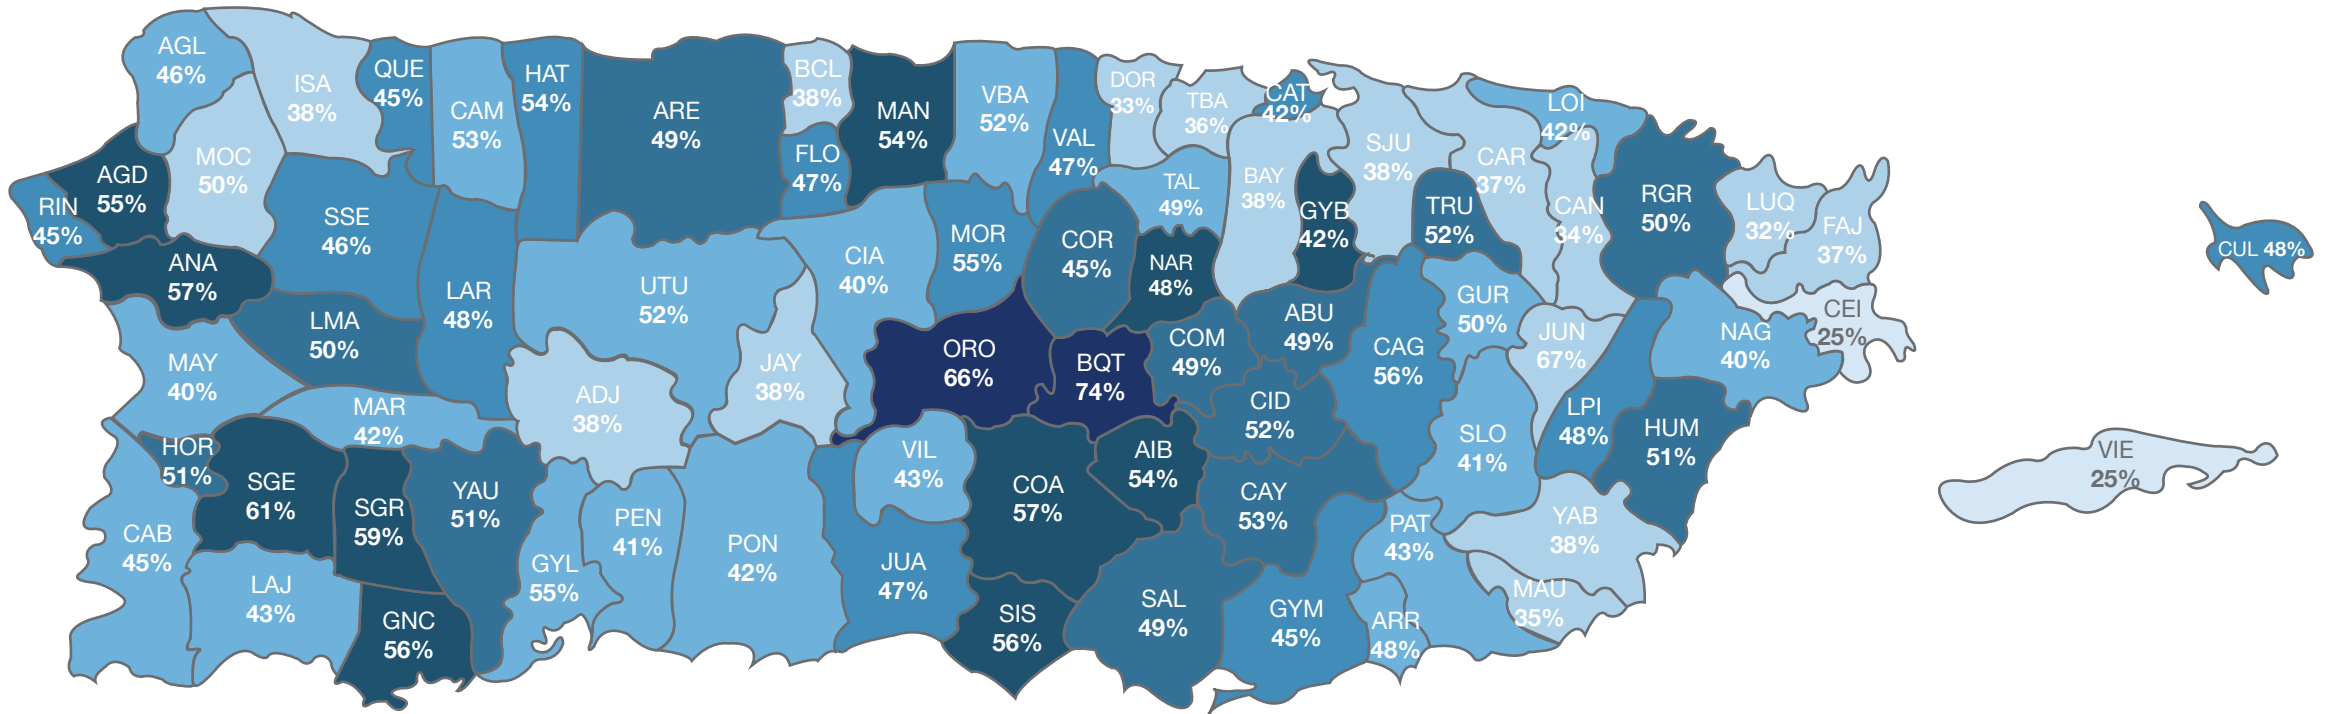 AGL
46%
ISA
38%
QUE
45%
CAM
53%
HAT
54%
ARE
49%
BCL
38%
MAN
54%
VBA
52%
VAL
47%
DOR
33%
TBA
36%
CAT
42%
SJU
38%
CAR
37%
LOI
42%
MOC
50%
AGD
55%
RIN
45%
SSE
46%
FLO
47%
TAL
49%
BAY
38%
GYB
42%
TRU
52%
CAN
34%
RGR
50%
LUQ
32%
FAJ
37%
CUL 48%
ANA
57%
LAR
48%
UTU
52%
CIA
40%
MOR
55%
COR
45%
NAR
48%
GUR
50%
CEI
25%
LMA
50%
MAY
40%
ADJ
38%
JAY
38%
ORO
66%
BQT
74%
COM
49%
ABU
49%
CAG
56%
JUN
67%
NAG
40%
MAR
42%
CID
52%
LPI
48%
HUM
51%
HOR
51%
SGE
61%
SGR
59%
YAU
51%
VIL
43%
COA
57%
AIB
54%
CAY
53%
SLO
41%
VIE
25%
CAB
45%
LAJ
43%
GNC
56%
GYL
55%
PEN
41%
PON
42%
JUA
47%
SIS
56%
SAL
49%
GYM
45%
PAT
43%
ARR
48%
YAB
38%
MAU
35%